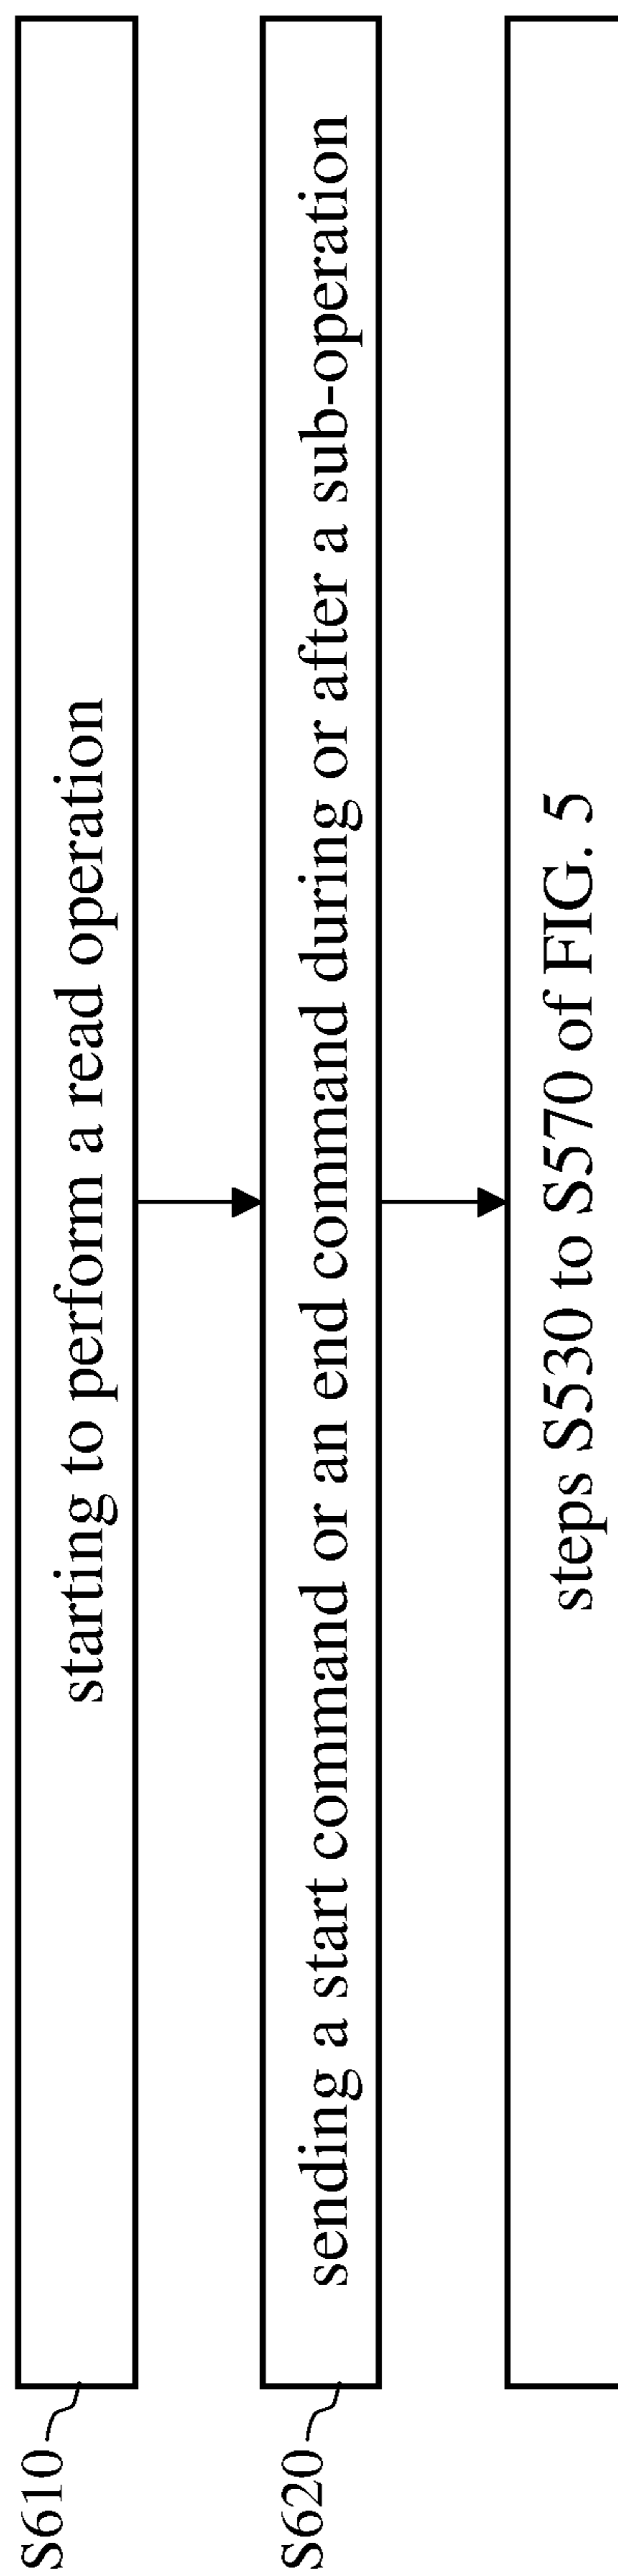 S610
starting to perform a read operation
S620
sending a start command or an end command during or after a sub-operation
steps S530 to S570 of FIG. 5